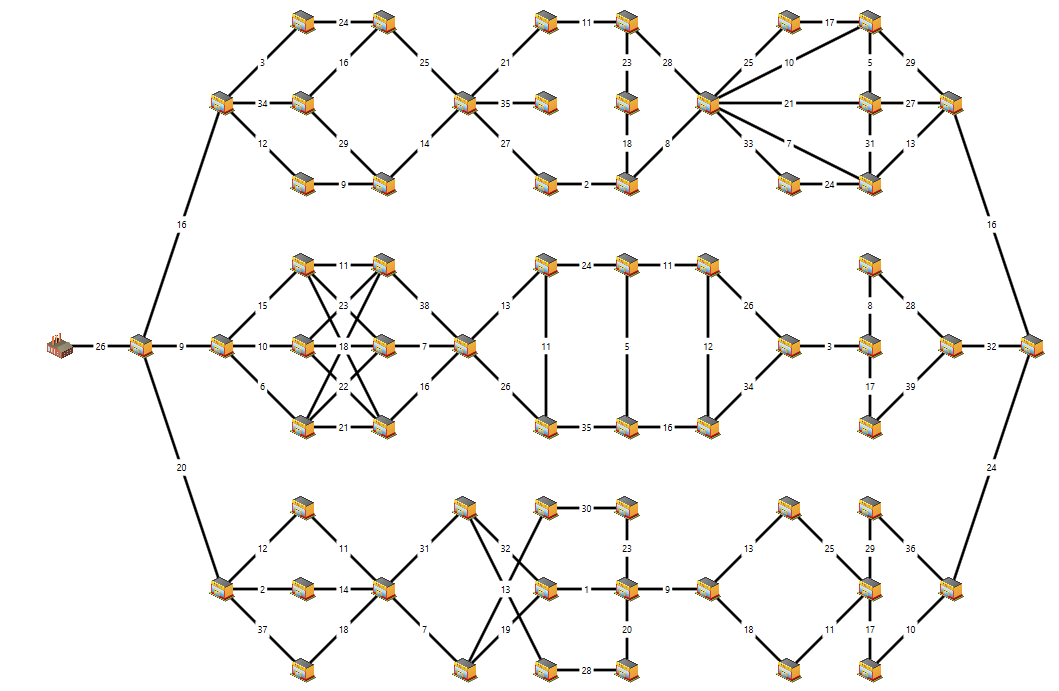 24 11 17
3 16 25 21 23 28 25 10 5 29
34 35 21 27
12 29 14 27 18 8 33 7 31 13
9 2 24
16 16
11 24 11
15 23 38 13 26 8 28
26 9 10 18 7 11 5 12 3 32
6 22 16 26 34 17 39
21 35 16
20 24
30
12 11 31 32 23 13 25 29 36
2 14 13 1 9
37 18 7 19 20 18 11 17 10
28